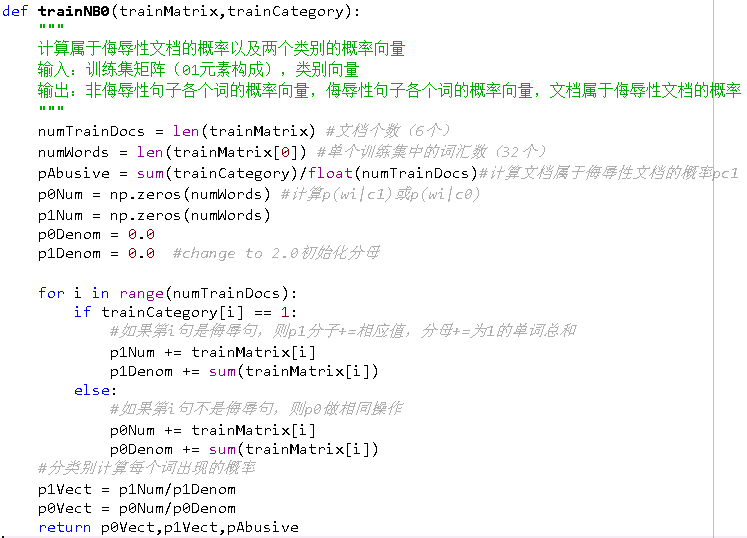 def trainNB0(trainMatrix,trainCategory):
    """
    计算属于侮辱性文档的概率以及两个类别的概率向量
    输入：训练集矩阵（01元素构成），类别向量
    输出：非侮辱性句子各个词的概率向量，侮辱性句子各个词的概率向量，文档属于侮辱性文档的概率
    """
    numTrainDocs = len(trainMatrix) #文档个数（6个）
    numWords = len(trainMatrix[0]) #单个训练集中的词汇数（32个）
    pAbusive = sum(trainCategory)/float(numTrainDocs)#计算文档属于侮辱性文档的概率pc1
    p0Num = np.zeros(numWords) #计算p(wi|c1)或p(wi|c0)
    p1Num = np.zeros(numWords)
    p0Denom = 0.0
    p1Denom = 0.0  #change to 2.0初始化分母
    for i in range(numTrainDocs):
        if trainCategory[i] == 1:
            #如果第i句是侮辱句，则p1分子+=相应值，分母+=为1的单词总和
            p1Num += trainMatrix[i]
            p1Denom += sum(trainMatrix[i])
        else:
            #如果第i句不是侮辱句，则p0做相同操作
            p0Num += trainMatrix[i]
            p0Denom += sum(trainMatrix[i])
    #分类别计算每个词出现的概率
    p1Vect = p1Num/p1Denom
    p0Vect = p0Num/p0Denom
    return p0Vect,p1Vect,pAbusive